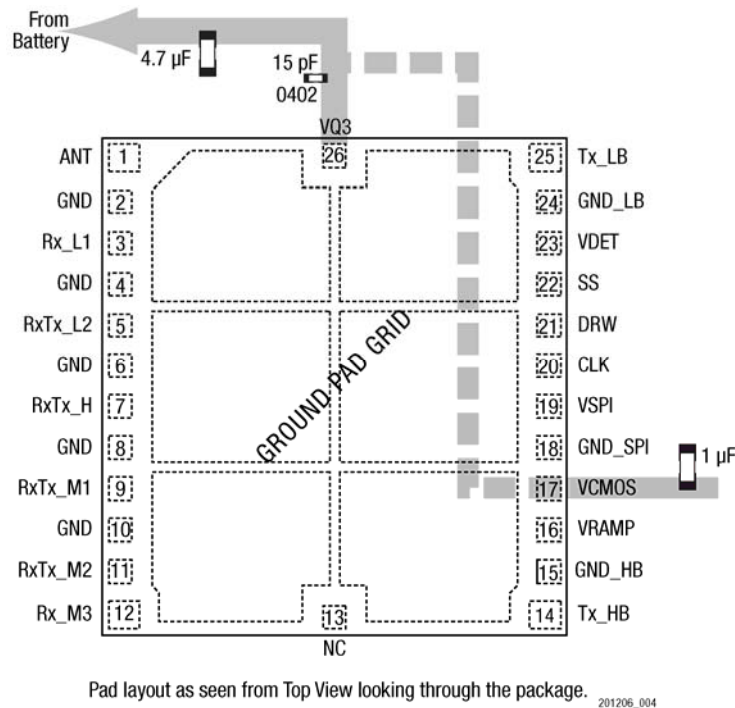 From
Battery
4.7 µF
15 pF
0402
VQ3
ANT 1 26 25 Tx_LB
GND 2 24 GND_LB
Rx_L1 3 23 VDET
GND 4 22 SS
RxTx_L2 5 21 DRW
GND 6 20 CLK
RxTx_H 7 19 VSPI
GND 8 18 GND_SPI
1 µF
RxTx_M1 9 17 VCMOS
GND 10 16 VRAMP
RxTx_M2 11 15 GND_HB
Rx_M3 12 13 14 Tx_HB
NC
GROUND PAD GRID
Pad layout as seen from Top View looking through the package.
201206_004